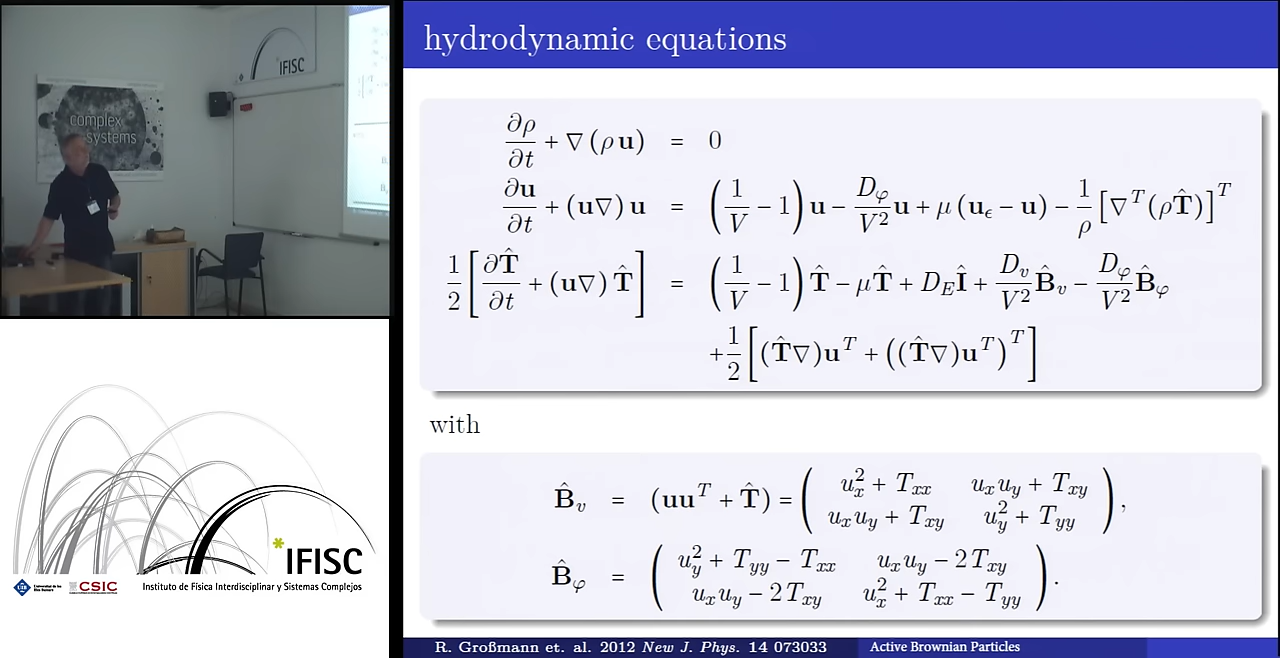 complex
systems
IFISC
hydrodynamic equations
∂ρ/∂t + ∇(ρ u) = 0
∂u/∂t + (u∇) u = (1/V − 1) u − D_φ/V² u + μ (u_ϵ − u) − 1/ρ [∇^T(ρT̂)]^T
1/2 [∂T̂/∂t + (u∇) T̂] = (1/V − 1) T̂ − μT̂ + D_E Î + D_v/V² B̂_v − D_φ/V² B̂_φ
+ 1/2 [(T̂∇)u^T + ((T̂∇)u^T)^T]
with
B̂_v = (uu^T + T̂) = ( u_x² + T_xx   u_x u_y + T_xy
u_x u_y + T_xy   u_y² + T_yy ) ,
B̂_φ = ( u_y² + T_yy − T_xx   u_x u_y − 2T_xy
u_x u_y − 2T_xy   u_x² + T_xx − T_yy ) .
IFISC
UIB
CSIC
Instituto de Física Interdisciplinar y Sistemas Complejos
R. Großmann et. al. 2012 New J. Phys. 14 073033
Active Brownian Particles